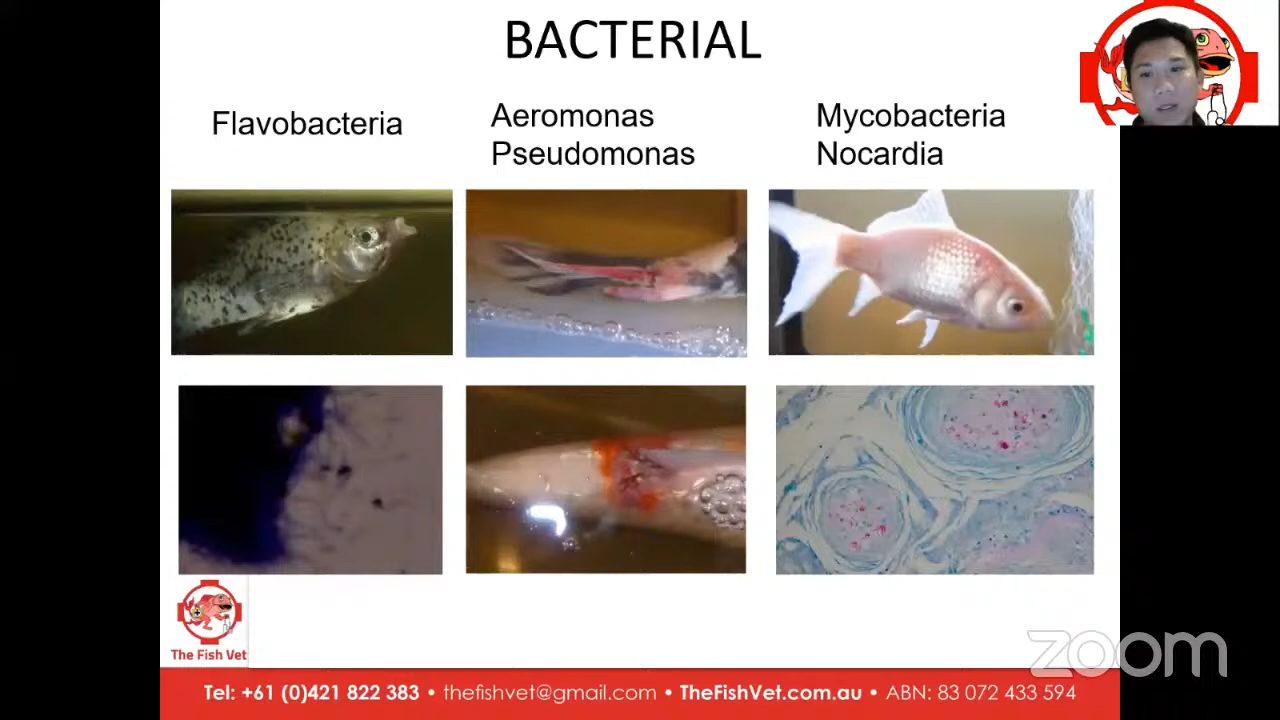 BACTERIAL
Flavobacteria
Aeromonas
Pseudomonas
Mycobacteria
Nocardia
The Fish Vet
Tel: +61 (0)421 822 383 • thefishvet@gmail.com • TheFishVet.com.au • ABN: 83 072 433 594
zoom